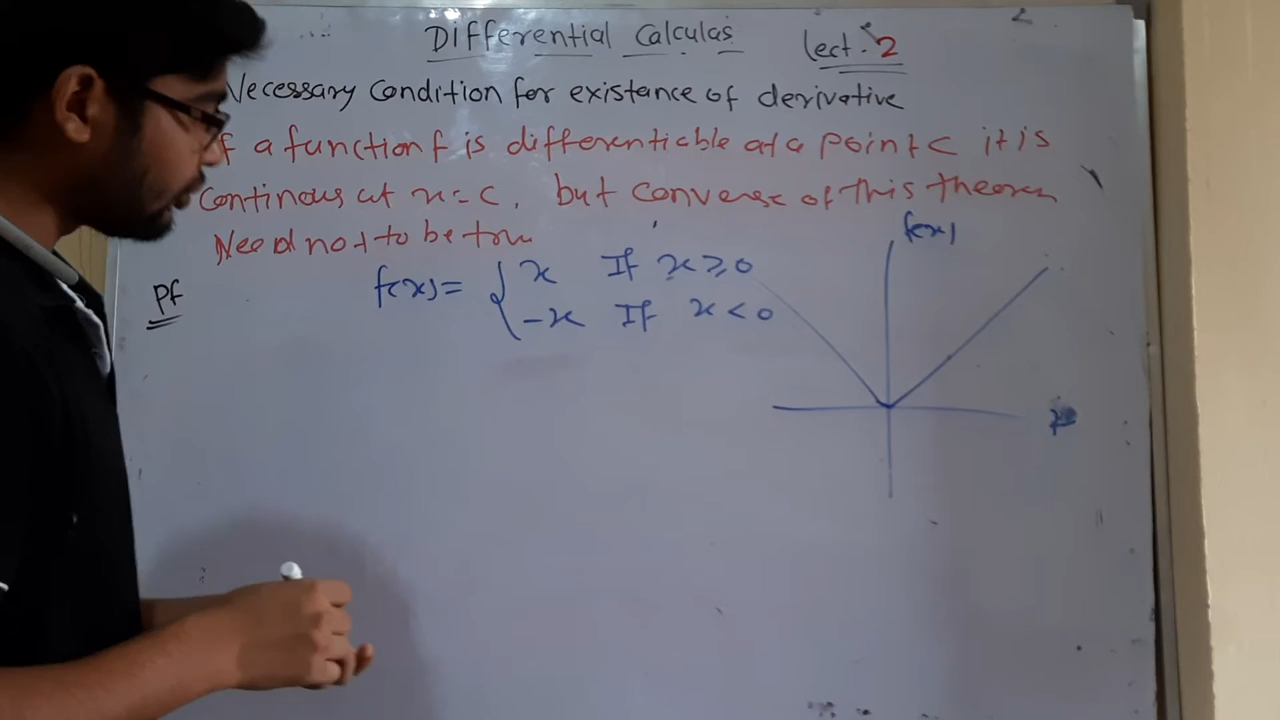 Differential Calculas Lect. 2
Necessary Condition for existance of derivative
If a function f is differentiable at a point c it is
Continous at x = c, but converse of this theorem
Need not to be true
Pf
f(x) = { x If x ≥ 0
-x If x < 0
f(x)